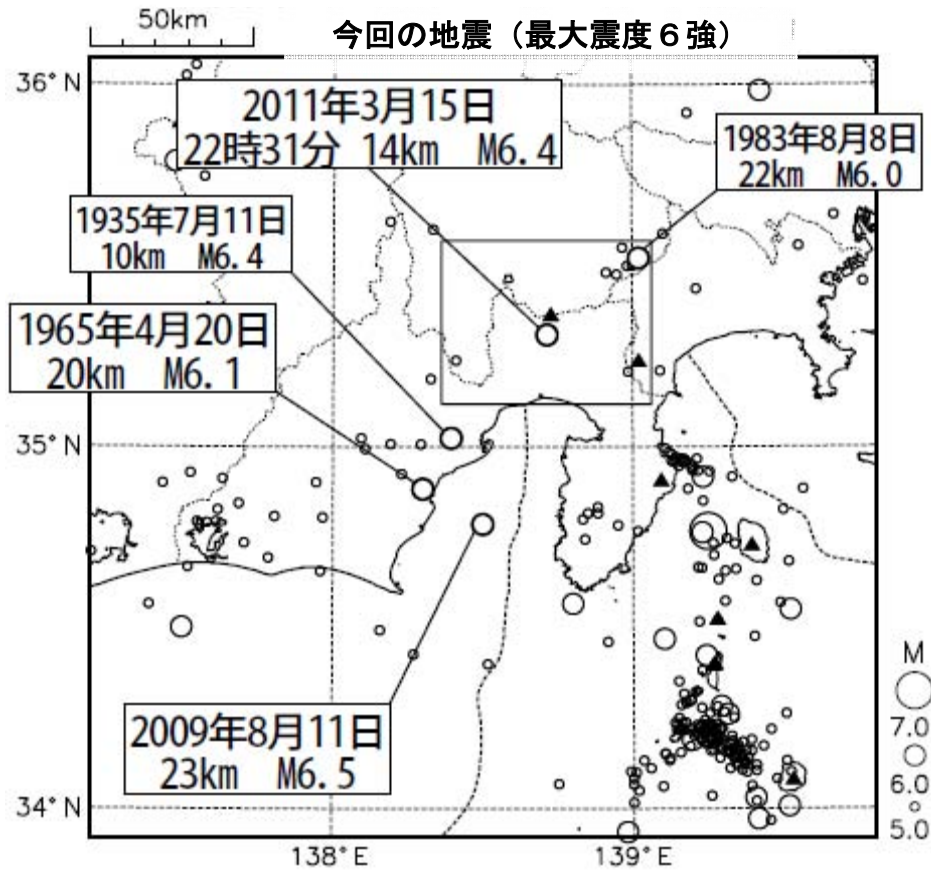 50km
今回の地震（最大震度６強）
36°N
2011年3月15日
22時31分 14km M6.4
1983年8月8日
22km M6.0
1935年7月11日
10km M6.4
1965年4月20日
20km M6.1
35°N
2009年8月11日
23km M6.5
34°N
138°E
139°E
M
7.0
6.0
5.0